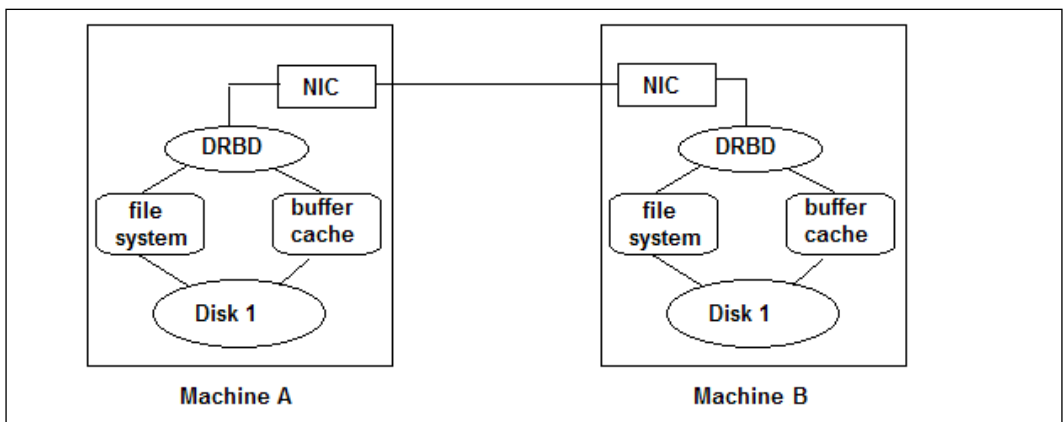 NIC
NIC
DRBD
DRBD
file
system
buffer
cache
file
system
buffer
cache
Disk 1
Disk 1
Machine A
Machine B